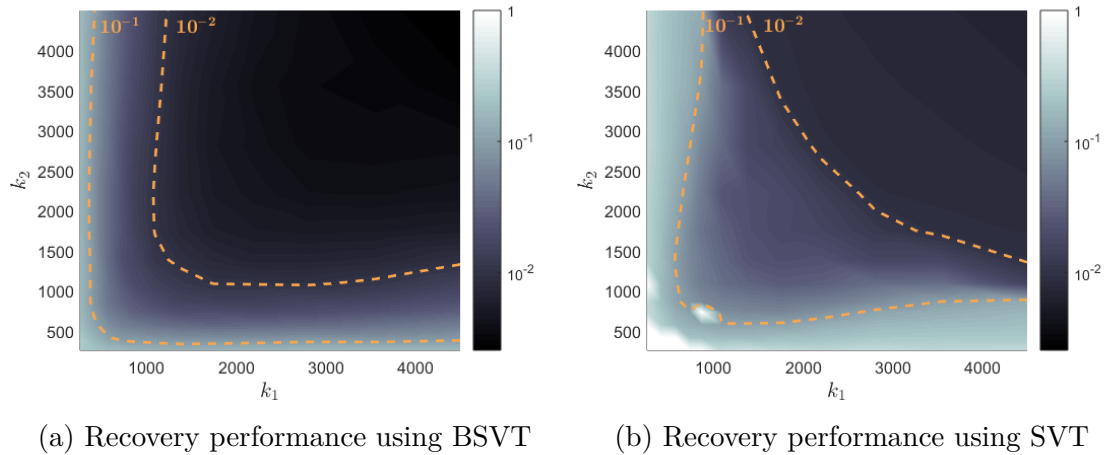 10⁻¹ 10⁻² 1 10⁻¹ 10⁻² 1
4500 4500
4000 4000
3500 10⁻¹ 3500 10⁻¹
3000 3000
k₂ 2500 k₂ 2500
2000 2000
1500 10⁻² 1500 10⁻²
1000 1000
500 500
1000 2000 3000 4000 1000 2000 3000 4000
k₁ k₁
(a) Recovery performance using BSVT (b) Recovery performance using SVT